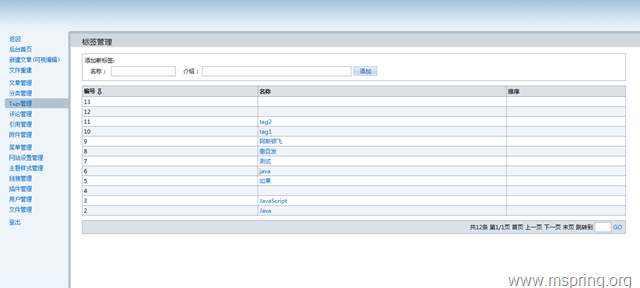 返回
后台首页
新建文章(可视编辑)
文件重建
文章管理
分类管理
Tags管理
评论管理
引用管理
附件管理
菜单管理
网站设置管理
主题样式管理
链接管理
插件管理
用户管理
文件管理
登出
标签管理
添加新标签:
名称： 介绍： 添加
编号 名称 排序
13
12
11 tag2
10 tag1
9 阿斯顿飞
8 撒旦发
7 测试
6 java
5 如果
4
3 JavaScript
2 Java
共12条 第1/1页 首页 上一页 下一页 末页 跳转到 GO
www.mspring.org